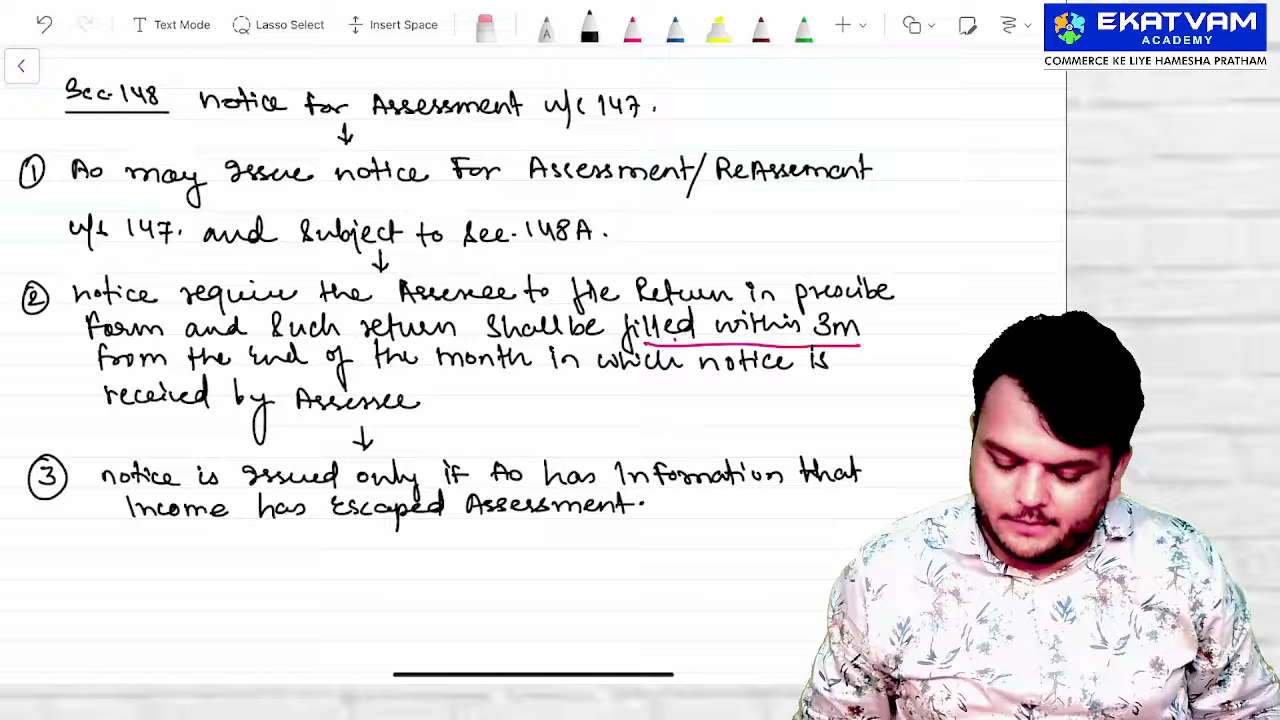 Text Mode
Lasso Select
Insert Space
EKATVAM
ACADEMY
COMMERCE KE LIYE HAMESHA PRATHAM
Sec.148 notice for Assessment u/s 147.
↓
① Ao may Issue notice For Assessment/ReAssement
u/s 147. and Subject to Sec.148A.
↓
② notice require the Assessee to file Return in prescibe
form and Such return Shall be filled within 3m
from the End of the month in which notice is
received by Assessee
↓
③ notice is Issued only if Ao has Information that
Income has Escaped Assessment.